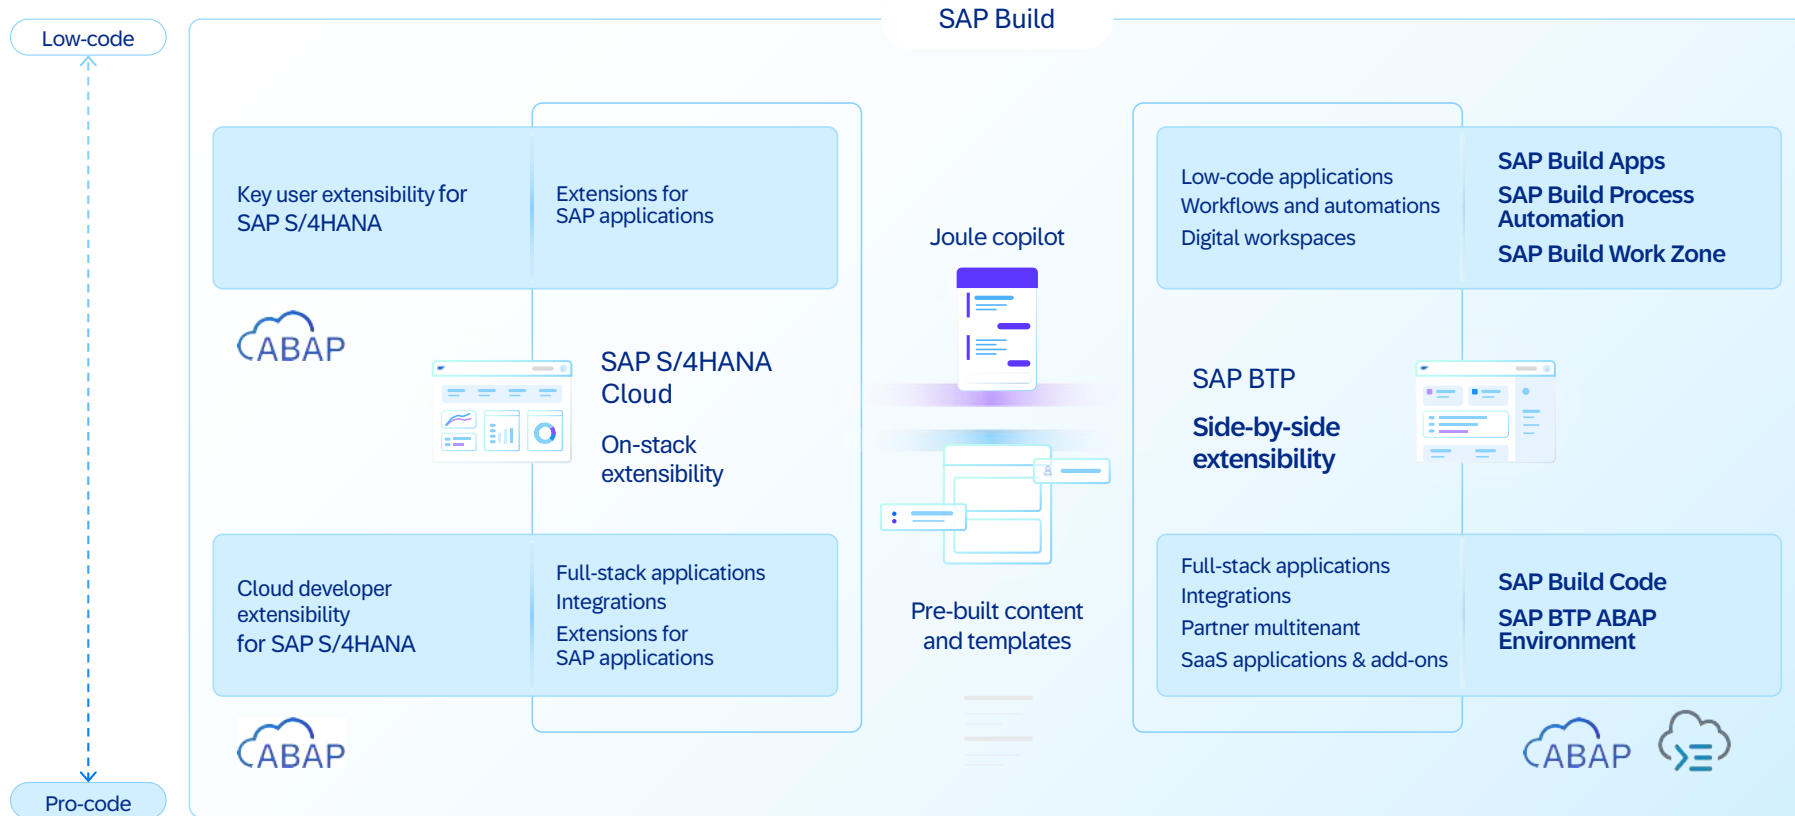 SAP Build
Low-code
Key user extensibility for
SAP S/4HANA
Extensions for
SAP applications
ABAP
SAP S/4HANA
Cloud
On-stack
extensibility
Cloud developer
extensibility
for SAP S/4HANA
Full-stack applications
Integrations
Extensions for
SAP applications
ABAP
Joule copilot
Pre-built content
and templates
Low-code applications
Workflows and automations
Digital workspaces
SAP Build Apps
SAP Build Process
Automation
SAP Build Work Zone
SAP BTP
Side-by-side
extensibility
Full-stack applications
Integrations
Partner multitenant
SaaS applications & add-ons
SAP Build Code
SAP BTP ABAP
Environment
ABAP
Pro-code